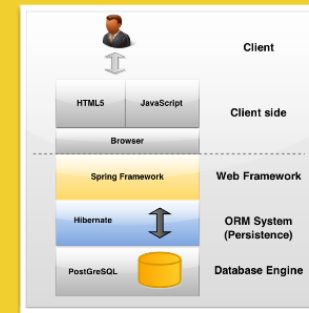 Client
HTML5
JavaScript
Client side
Browser
Spring Framework
Web Framework
Hibernate
ORM System
(Persistence)
PostGreSQL
Database Engine